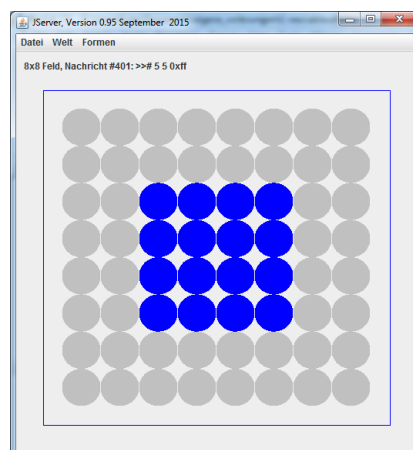 JServer, Version 0.95 September 2015
Datei Welt Formen
8x8 Feld, Nachricht #401: >># 5 5 0xff